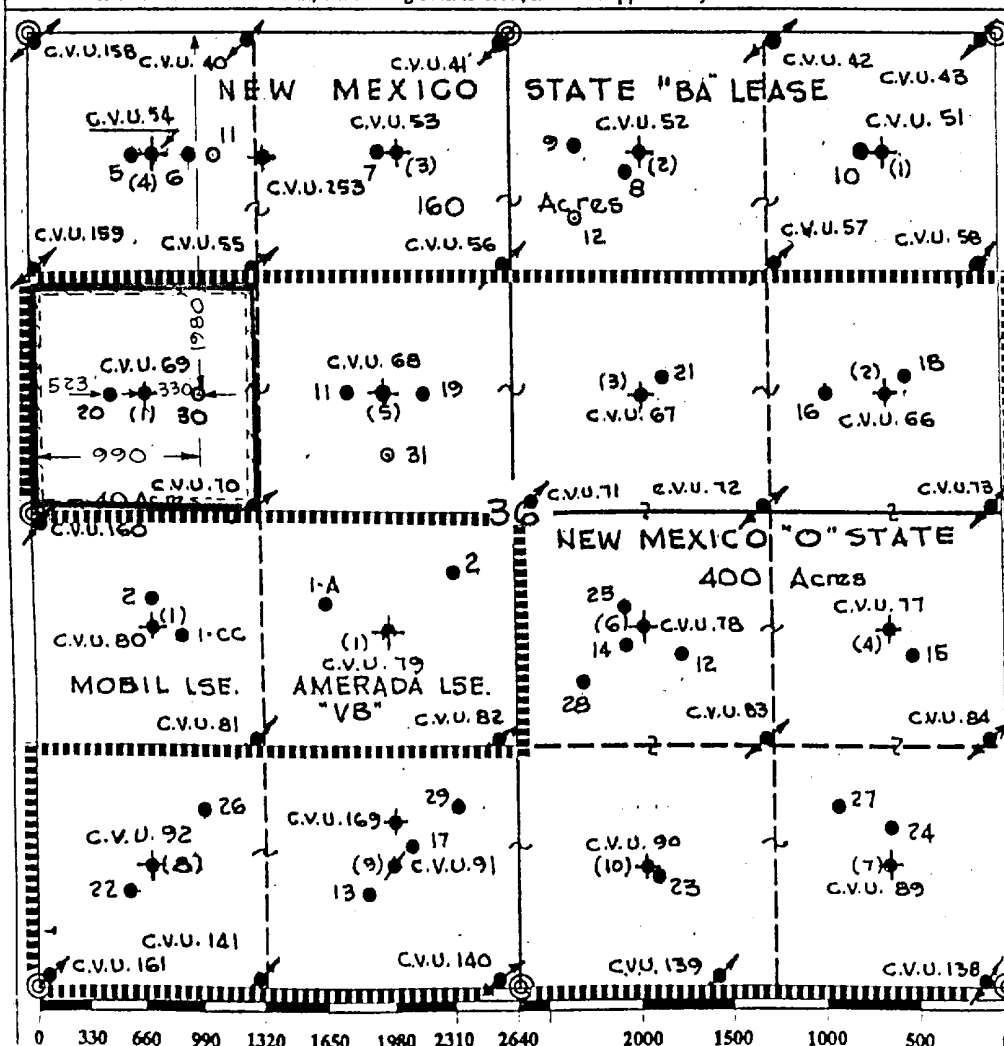 C.V.U. 158
C.V.U. 40
C.V.U. 41
C.V.U. 42
C.V.U. 43
NEW MEXICO STATE "BA" LEASE
C.V.U. 54
11
C.V.U. 53
9
C.V.U. 52
C.V.U. 51
5
(4)
6
C.V.U. 253
7
(3)
8
(2)
10
(1)
160 Acres
12
C.V.U. 159
C.V.U. 55
C.V.U. 56
C.V.U. 57
C.V.U. 58
1980
C.V.U. 69
C.V.U. 68
523
330
20
(1)
30
11
(5)
19
(3)
21
C.V.U. 67
(2)
18
16
C.V.U. 66
990
31
40 Acres
C.V.U. 70
C.V.U. 71
C.V.U. 72
C.V.U. 73
C.V.U. 160
36
NEW MEXICO "O" STATE
400 Acres
2
(1)
C.V.U. 80
1-CC
1-A
2
(1)
C.V.U. 79
25
(6)
C.V.U. 78
14
12
28
C.V.U. 77
(4)
15
MOBIL LSE.
AMERADA LSE.
"VB"
C.V.U. 81
C.V.U. 82
C.V.U. 83
C.V.U. 84
26
C.V.U. 92
(8)
22
29
C.V.U. 169
17
(9)
C.V.U. 91
13
C.V.U. 90
(10)
23
27
24
(7)
C.V.U. 89
C.V.U. 161
C.V.U. 141
C.V.U. 140
C.V.U. 139
C.V.U. 138
0 330 660 990 1320 1650 1980 2310 2640 2000 1500 1000 500